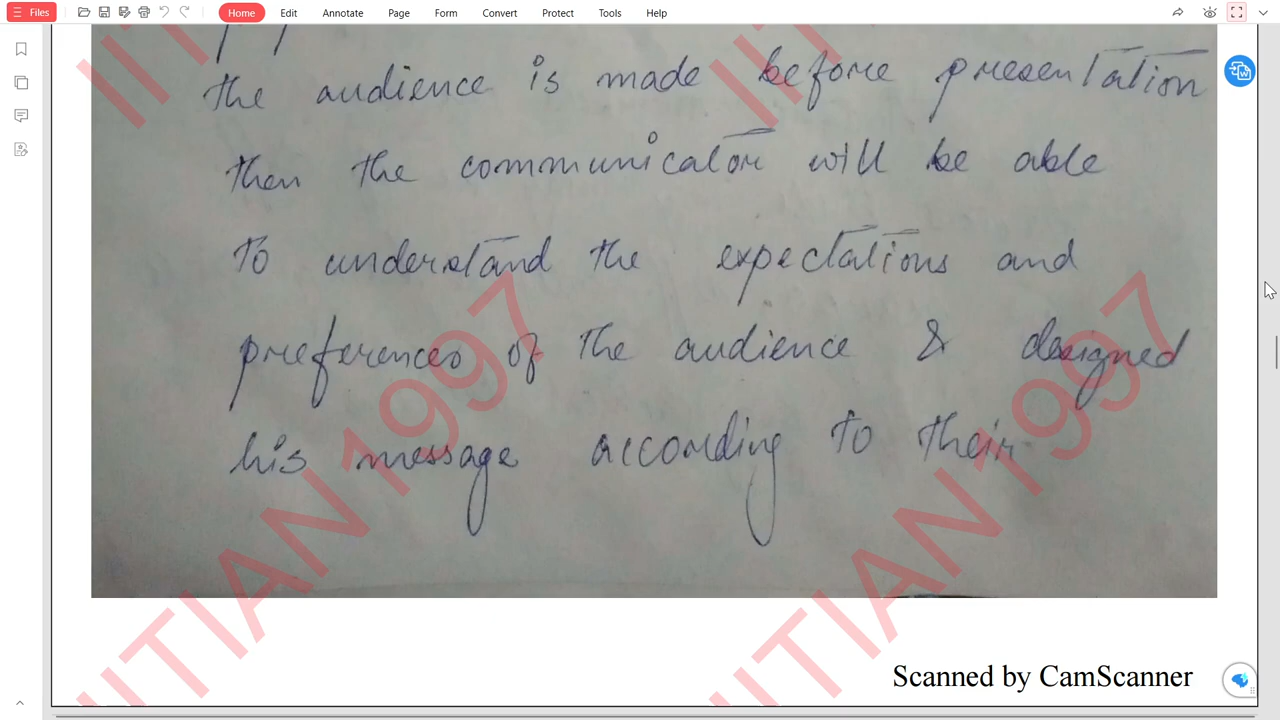 Files
Home Edit Annotate Page Form Convert Protect Tools Help
the audience is made before presentation
then the communicator will be able
to understand the expectations and
preferences of the audience & designed
his message according to their
IITIAN1997
IITIAN1997
Scanned by CamScanner